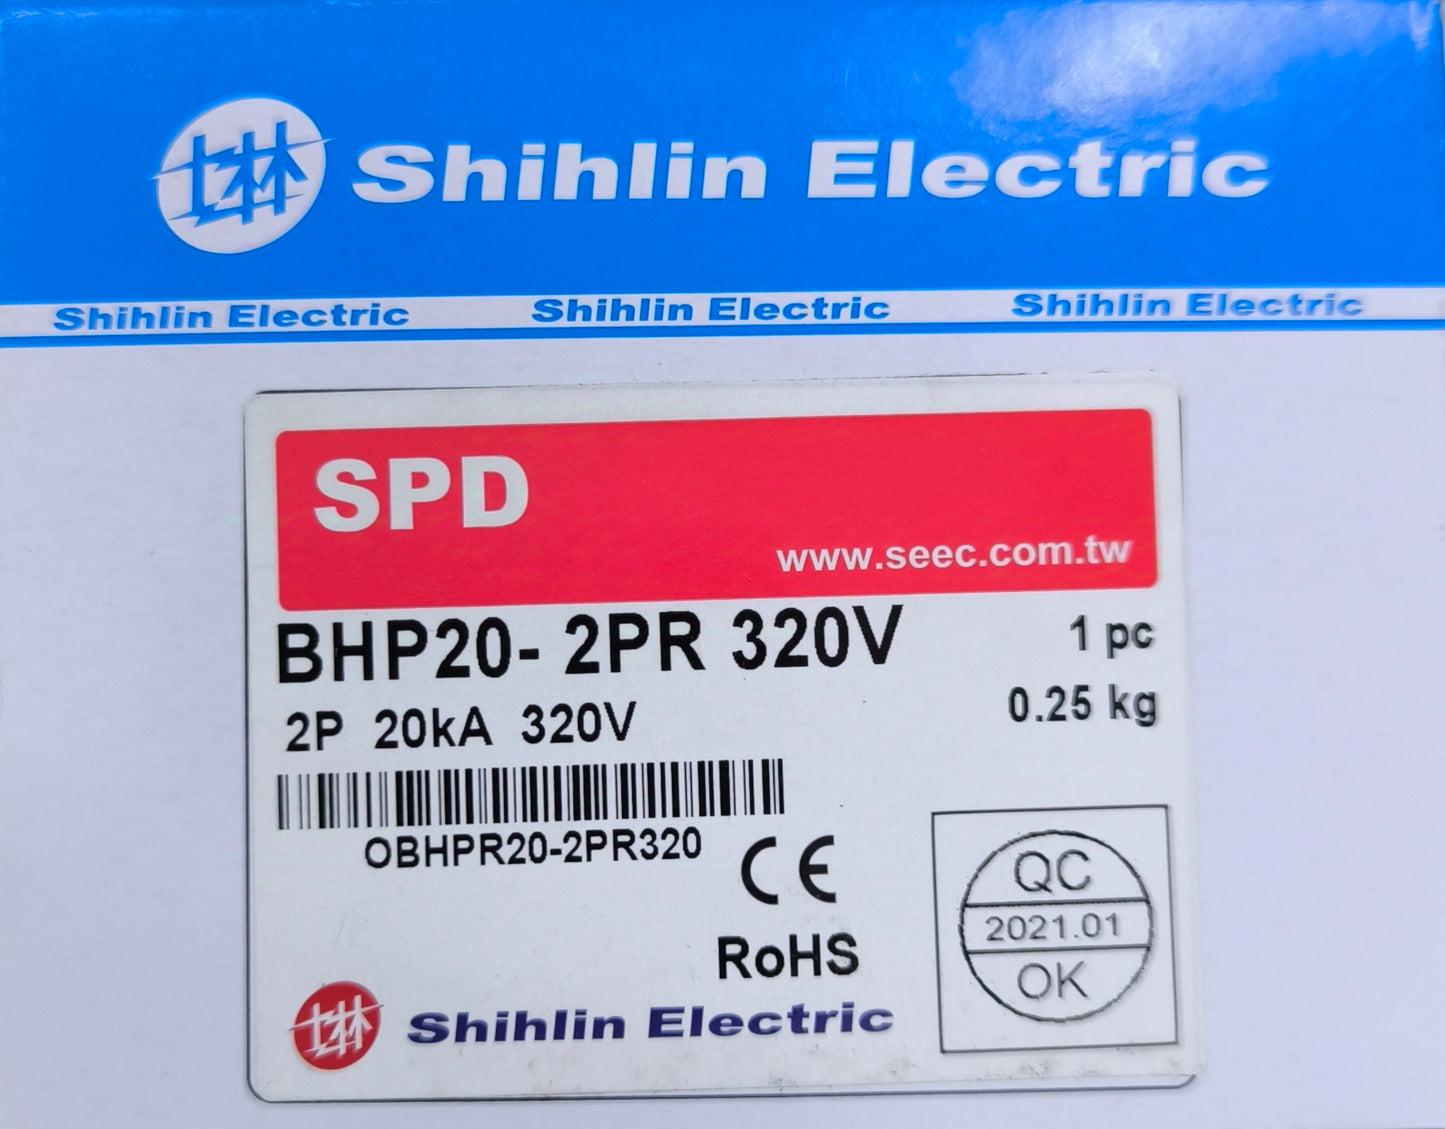 Shihlin Electric
Shihlin Electric Shihlin Electric Shihlin Electric
SPD
www.seec.com.tw
BHP20- 2PR 320V
1 pc
2P 20kA 320V
0.25 kg
OBHPR20-2PR320
CE
RoHS
QC
2021.01
OK
Shihlin Electric